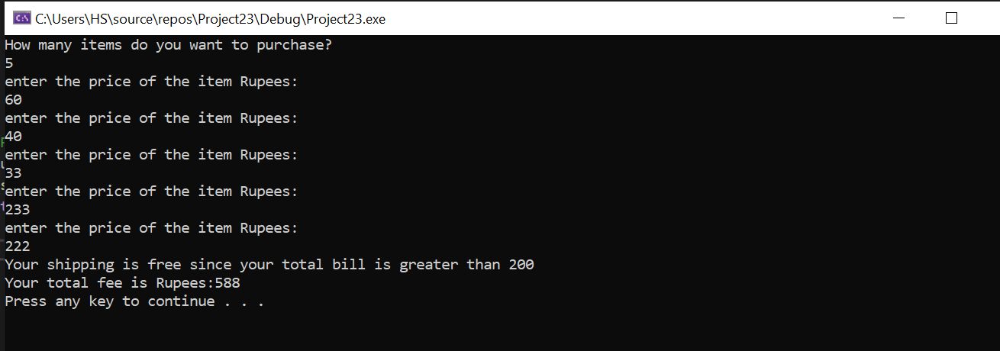 C:\Users\HS\source\repos\Project23\Debug\Project23.exe
How many items do you want to purchase?
5
enter the price of the item Rupees:
60
enter the price of the item Rupees:
40
enter the price of the item Rupees:
33
enter the price of the item Rupees:
233
enter the price of the item Rupees:
222
Your shipping is free since your total bill is greater than 200
Your total fee is Rupees:588
Press any key to continue . . .